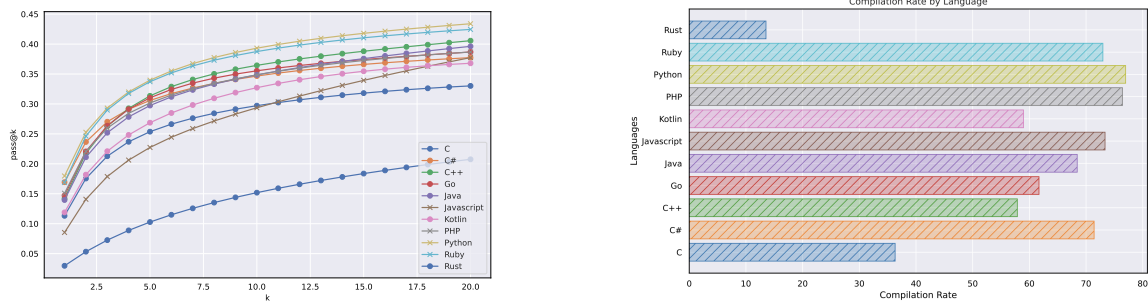 0.40
0.35
0.30
0.25
0.20
0.15
0.10
0.05
pass@k
2.5
5.0
7.5
10.0
12.5
15.0
17.5
20.0
k
C
C#
C++
Go
Java
Javascript
Kotlin
PHP
Python
Ruby
Rust
Compilation Rate by Language
Languages
Rust
Ruby
Python
PHP
Kotlin
Javascript
Java
Go
C++
C#
C
0
10
20
30
40
50
60
70
80
Compilation Rate